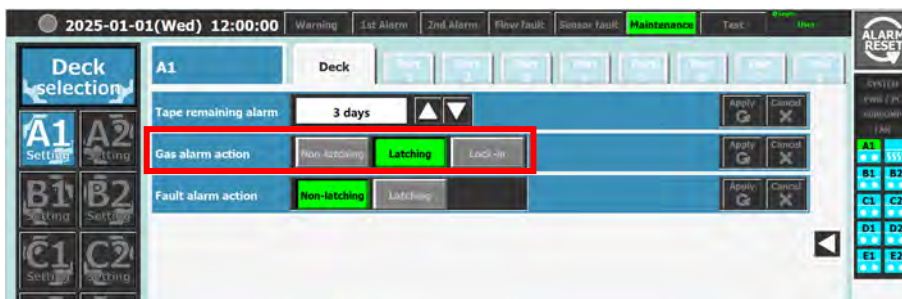 2025-01-01(Wed) 12:00:00 Warning 1st Alarm 2nd Alarm Flow fault Sensor fault Maintenance Test User
ALARM RESET
Deck selection
A1 Deck
Tape remaining alarm 3 days Apply Cancel
A1 Setting A2 Setting
Gas alarm action Non-latching Latching Lock-in Apply Cancel
B1 Setting B2 Setting
Fault alarm action Non-latching Latching Apply Cancel
C1 Setting C2 Setting
SYSTEM
A1
B1 B2
C1 C2
D1 D2
E1 E2